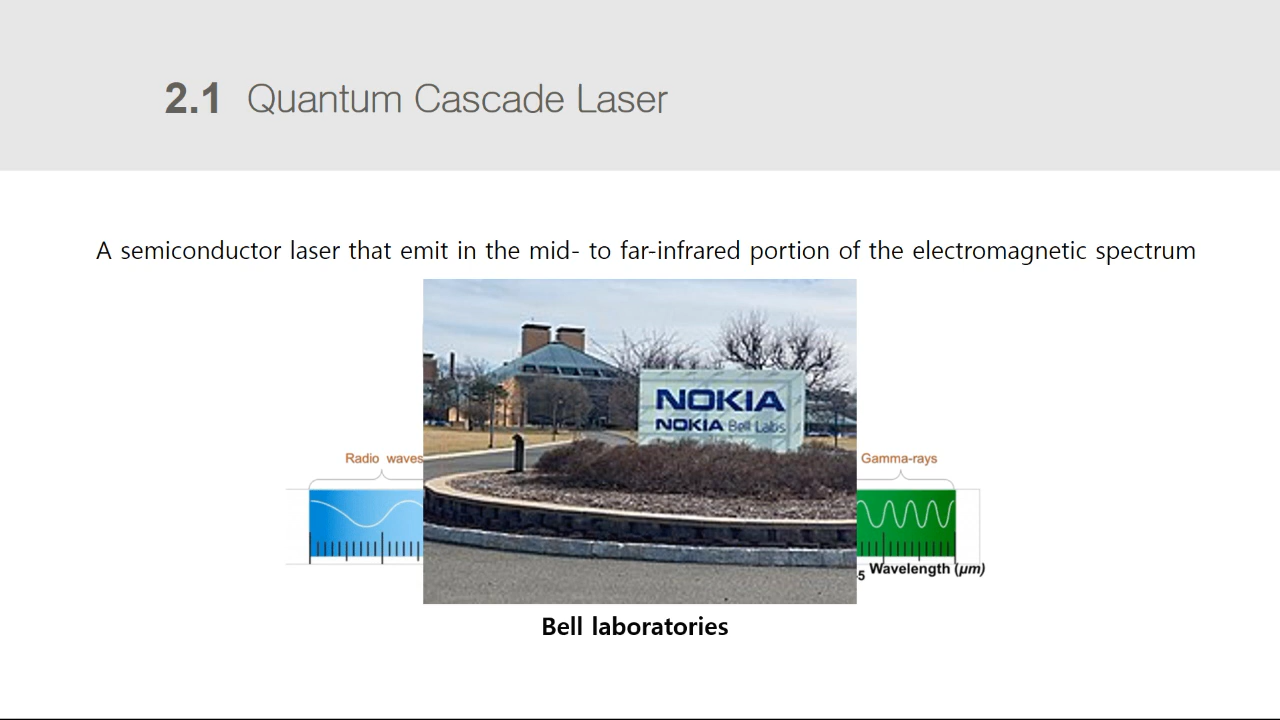 2.1 Quantum Cascade Laser
A semiconductor laser that emit in the mid- to far-infrared portion of the electromagnetic spectrum
NOKIA
NOKIA Bell Labs
Radio waves
Gamma-rays
5
Wavelength (μm)
Bell laboratories